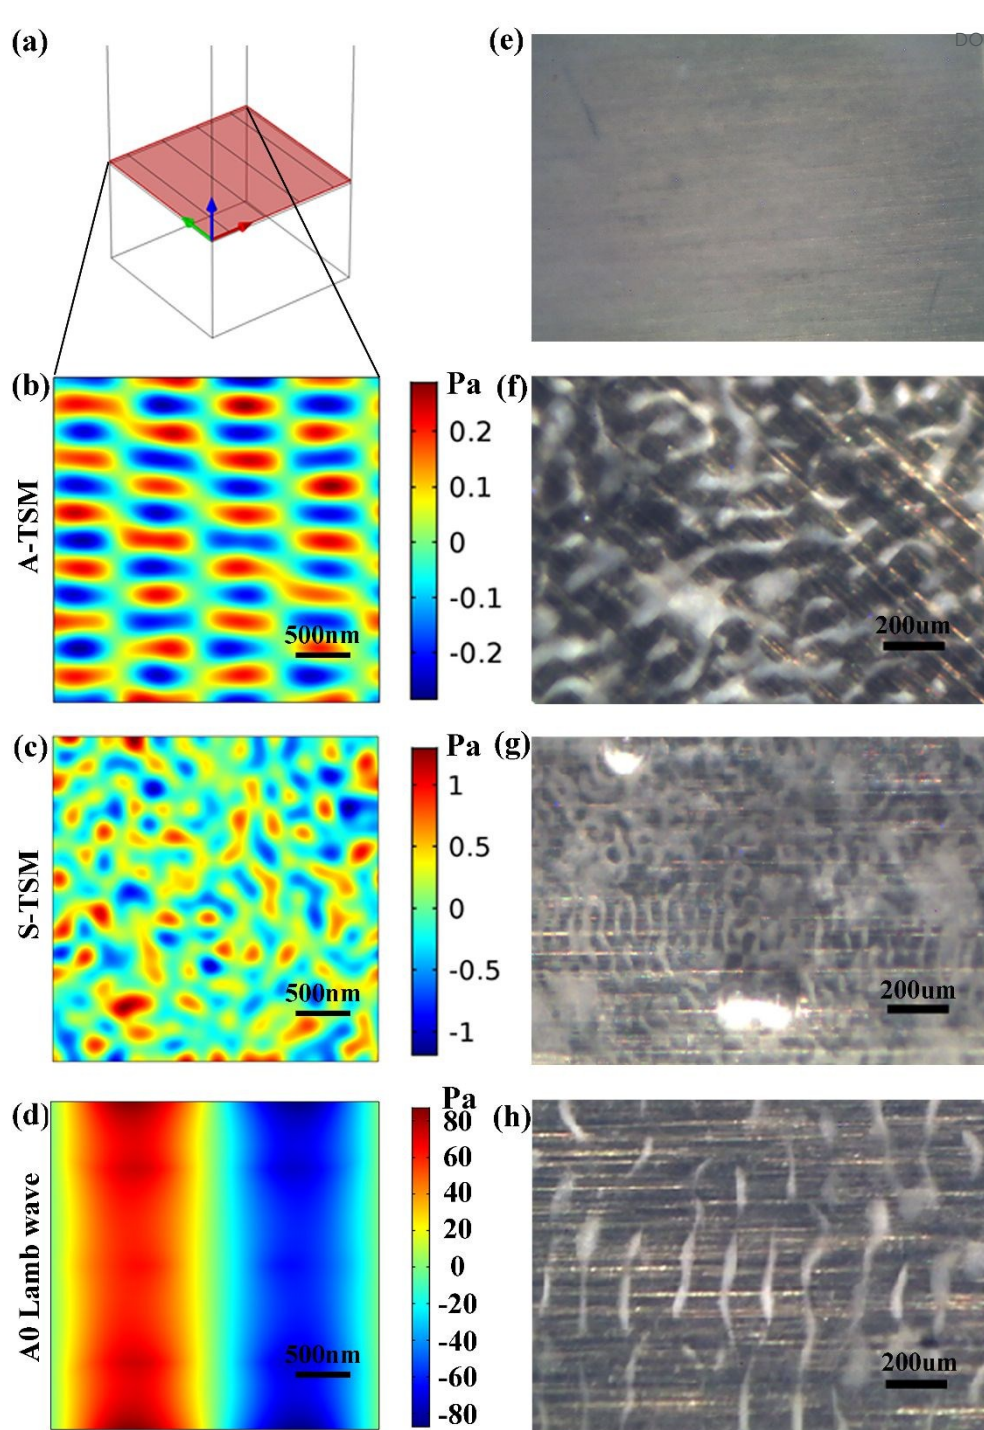 (a)
(e)
DO
(b)
Pa
0.2
0.1
0
-0.1
-0.2
A-TSM
500nm
(f)
200um
(c)
Pa
1
0.5
0
-0.5
-1
S-TSM
500nm
(g)
200um
(d)
Pa
80
60
40
20
0
-20
-40
-60
-80
A0 Lamb wave
500nm
(h)
200um